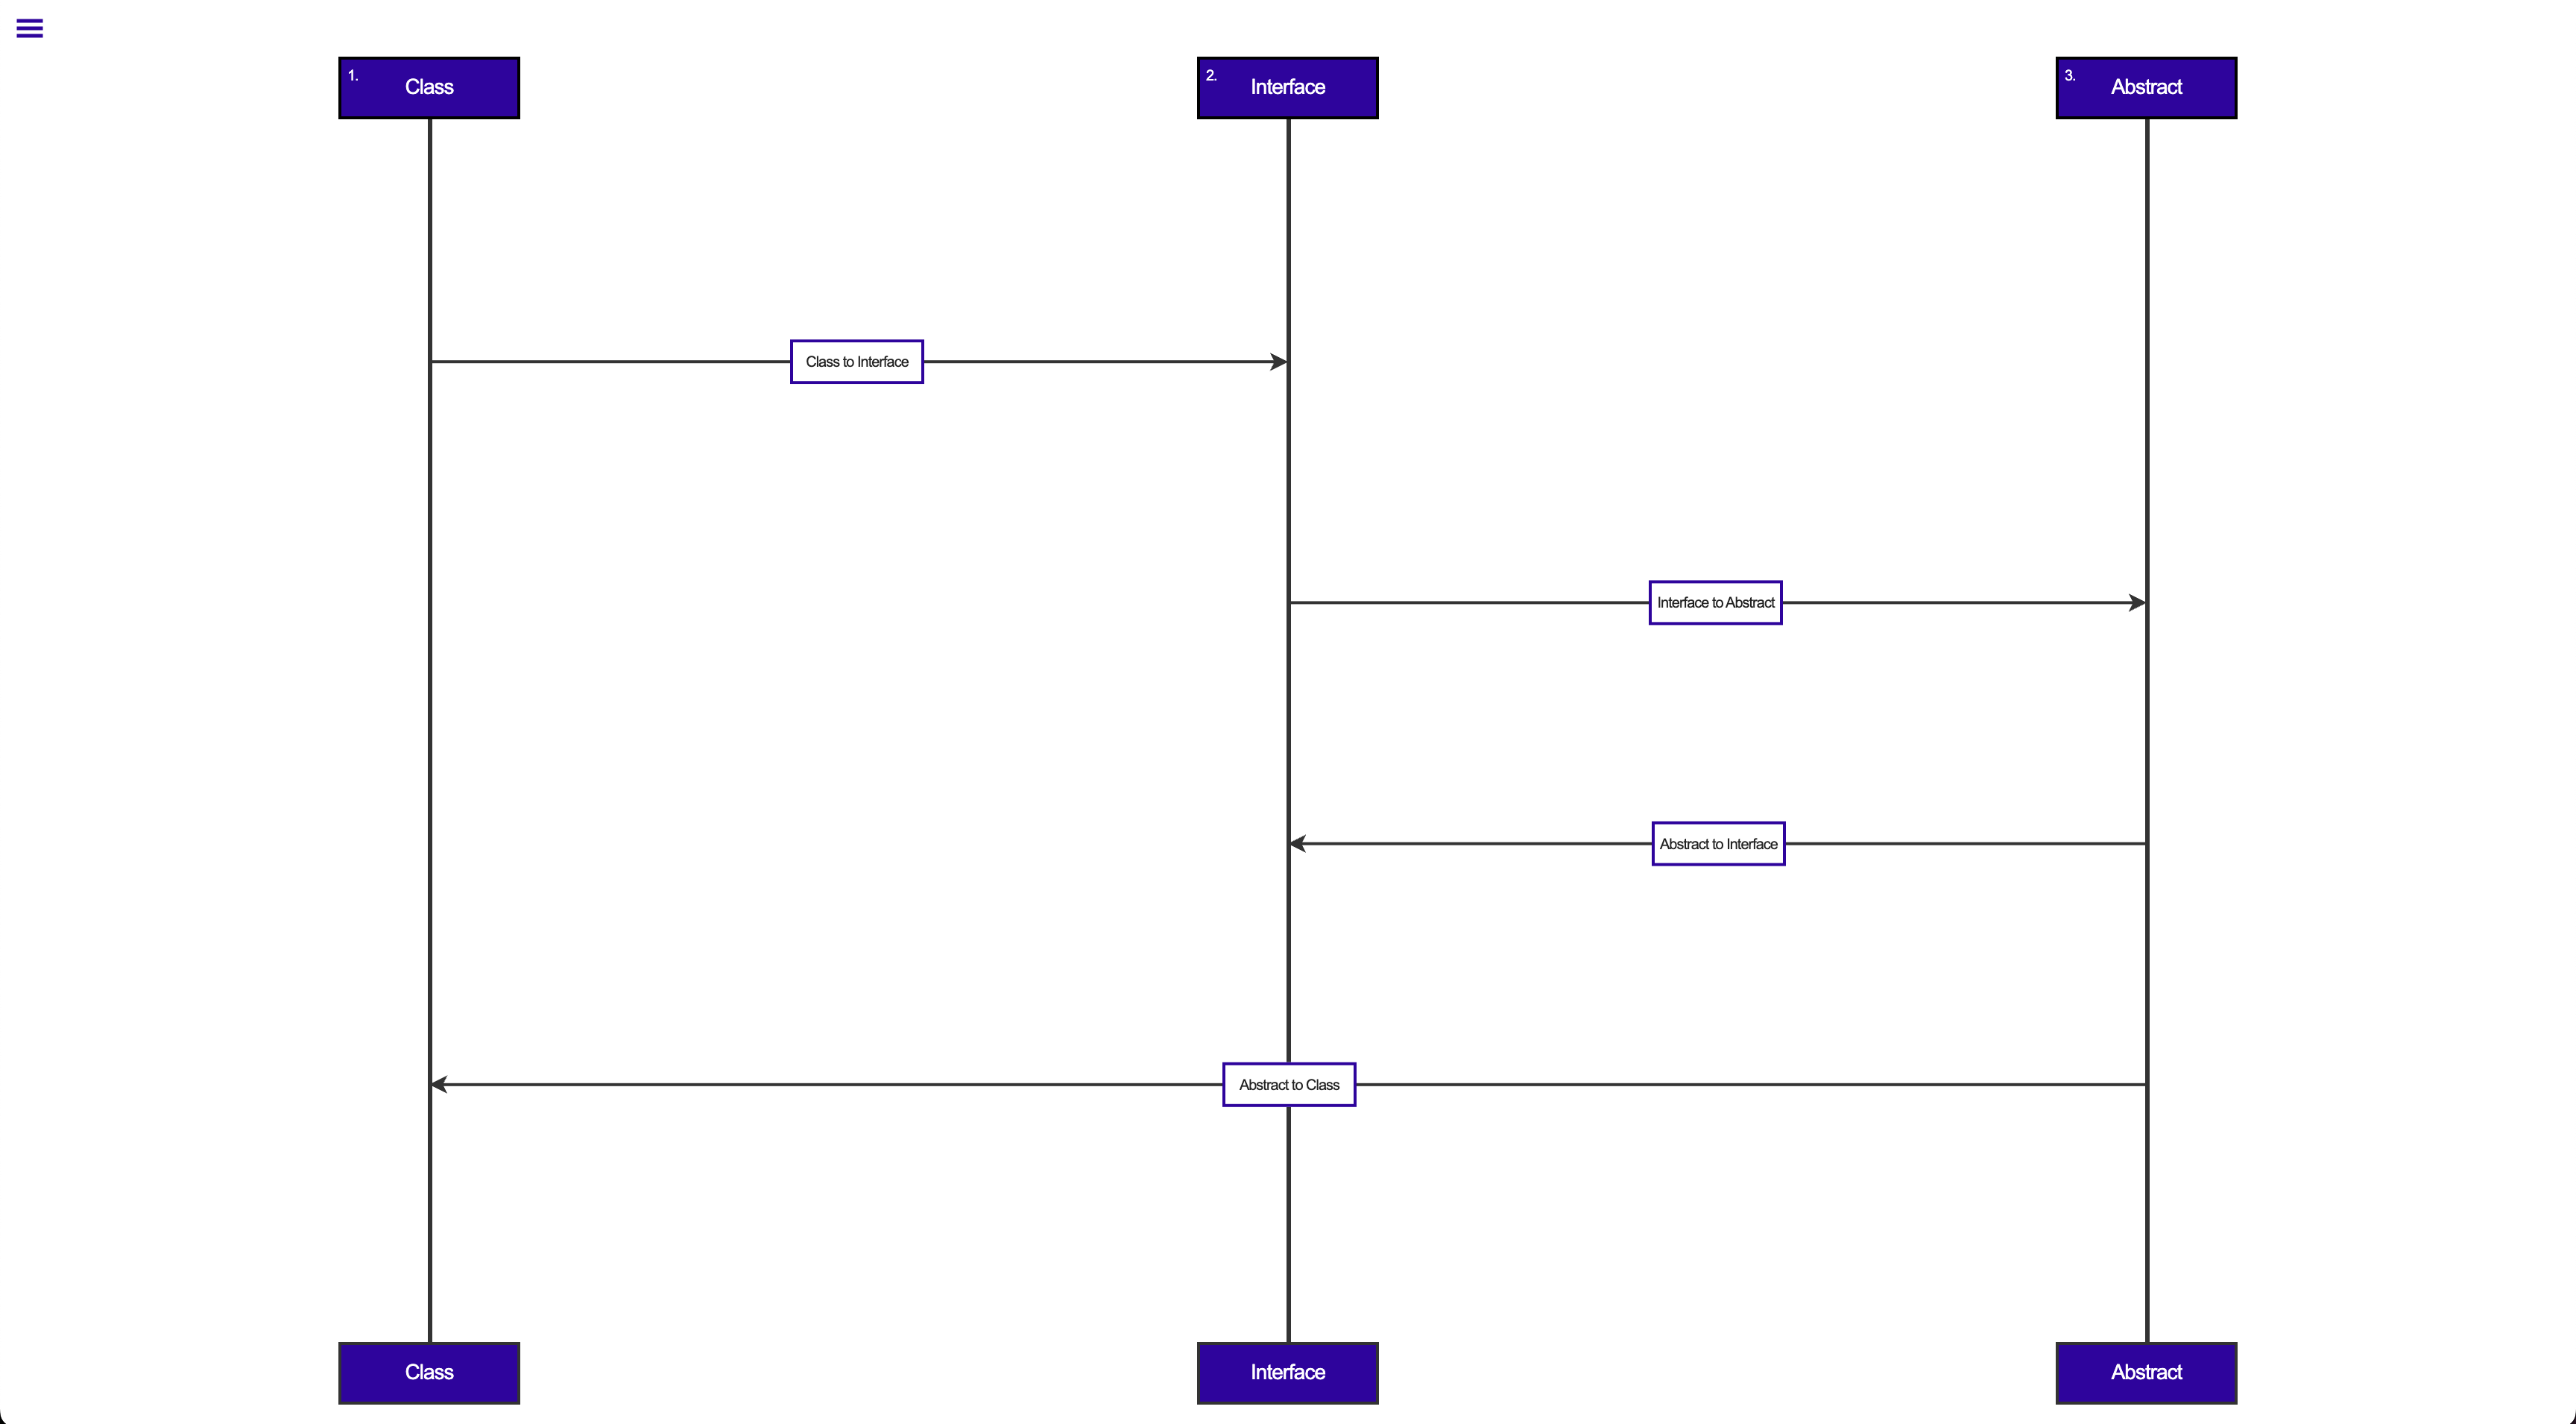 1.
Class
2.
Interface
3.
Abstract
Class to Interface
Interface to Abstract
Abstract to Interface
Abstract to Class
Class
Interface
Abstract